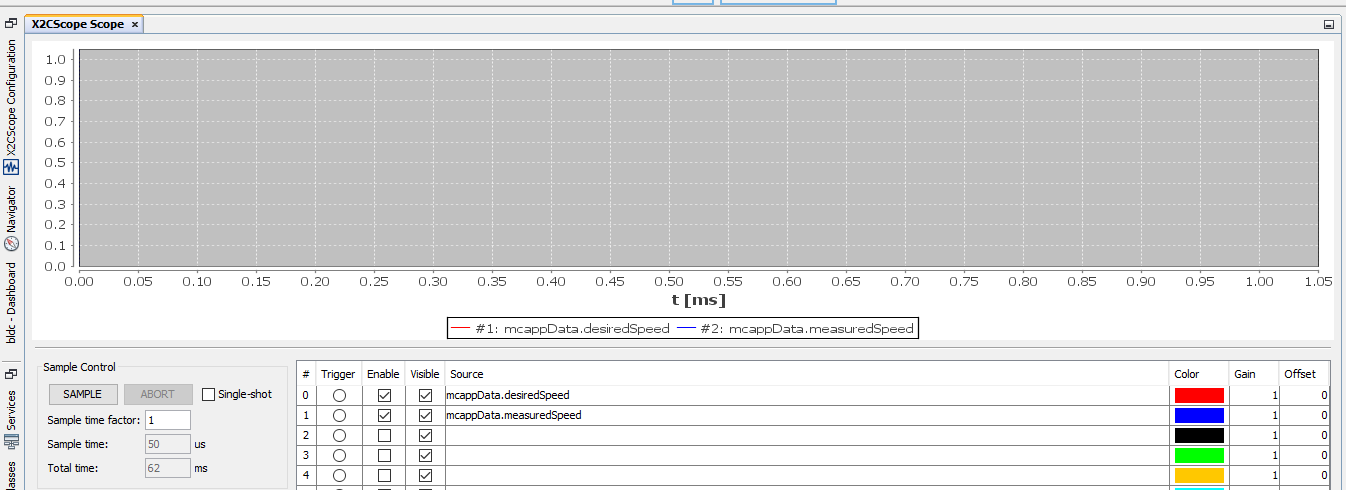 X2CScope Scope ×
X2CScope Configuration
Navigator
bldc - Dashboard
Services
1.0
0.9
0.8
0.7
0.6
0.5
0.4
0.3
0.2
0.1
0.0
0.00 0.05 0.10 0.15 0.20 0.25 0.30 0.35 0.40 0.45 0.50 0.55 0.60 0.65 0.70 0.75 0.80 0.85 0.90 0.95 1.00 1.05
t [ms]
#1: mcappData.desiredSpeed #2: mcappData.measuredSpeed
Sample Control
SAMPLE ABORT Single-shot
Sample time factor: 1
Sample time: 50 us
Total time: 62 ms
# Trigger Enable Visible Source Color Gain Offset
0 mcappData.desiredSpeed 1 0
1 mcappData.measuredSpeed 1 0
2 1 0
3 1 0
4 1 0